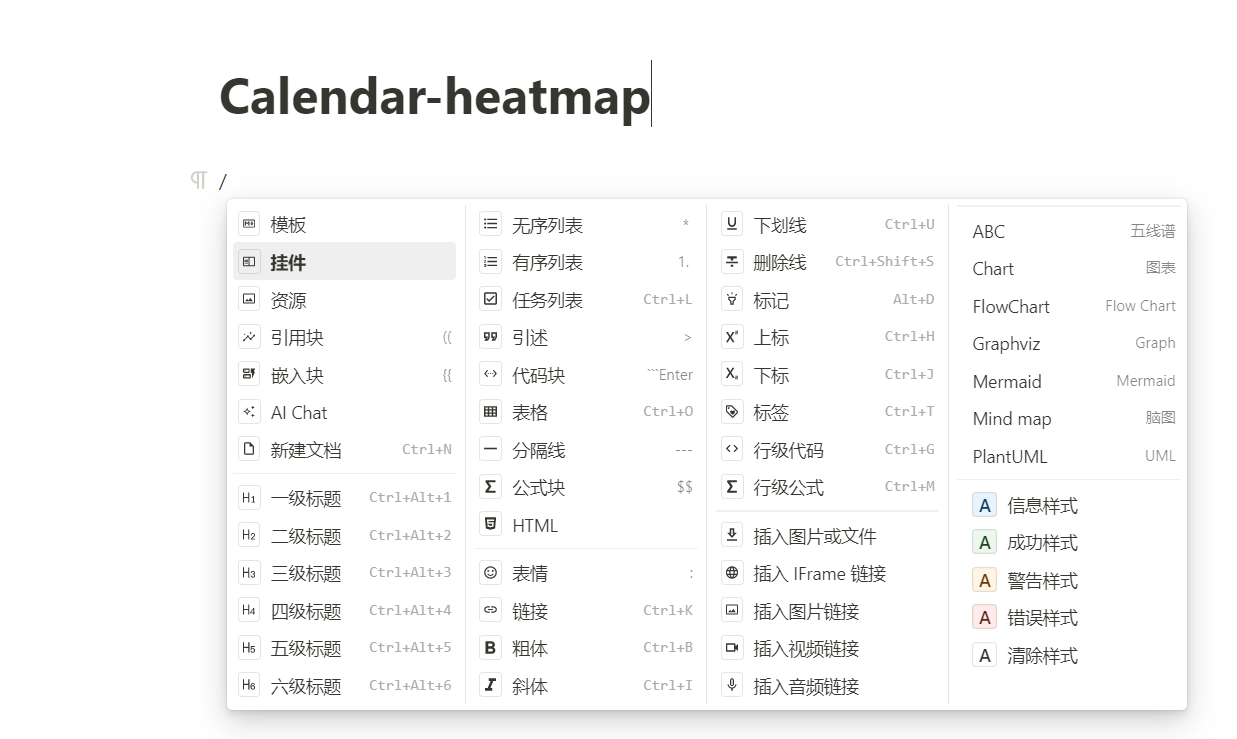 Calendar-heatmap
¶ /
模板
挂件
资源
引用块 ((
嵌入块 {{
AI Chat
新建文档 Ctrl+N
H1 一级标题 Ctrl+Alt+1
H2 二级标题 Ctrl+Alt+2
H3 三级标题 Ctrl+Alt+3
H4 四级标题 Ctrl+Alt+4
H5 五级标题 Ctrl+Alt+5
H6 六级标题 Ctrl+Alt+6
无序列表 *
有序列表 1.
任务列表 Ctrl+L
引述 >
代码块 ```Enter
表格 Ctrl+O
分隔线 ---
Σ 公式块 $$
HTML
表情 :
链接 Ctrl+K
B 粗体 Ctrl+B
I 斜体 Ctrl+I
U 下划线 Ctrl+U
删除线 Ctrl+Shift+S
标记 Alt+D
上标 Ctrl+H
下标 Ctrl+J
标签 Ctrl+T
行级代码 Ctrl+G
Σ 行级公式 Ctrl+M
插入图片或文件
插入 IFrame 链接
插入图片链接
插入视频链接
插入音频链接
ABC 五线谱
Chart 图表
FlowChart Flow Chart
Graphviz Graph
Mermaid Mermaid
Mind map 脑图
PlantUML UML
A 信息样式
A 成功样式
A 警告样式
A 错误样式
A 清除样式